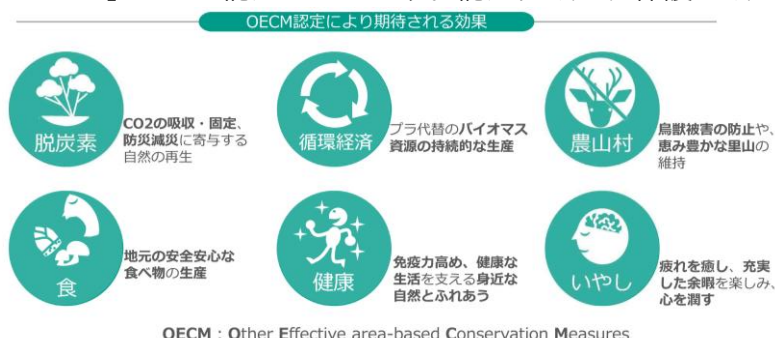 OECM認定により期待される効果
脱炭素
CO2の吸収・固定、
防災減災に寄与する
自然の再生
循環経済
プラ代替のバイオマス
資源の持続的な生産
農山村
鳥獣被害の防止や、
恵み豊かな里山の
維持
食
地元の安全安心な
食べ物の生産
健康
免疫力高め、健康な
生活を支える身近な
自然とふれあう
いやし
疲れを癒し、充実
した余暇を楽しみ、
心を潤す
OECM : Other Effective area-based Conservation Measures